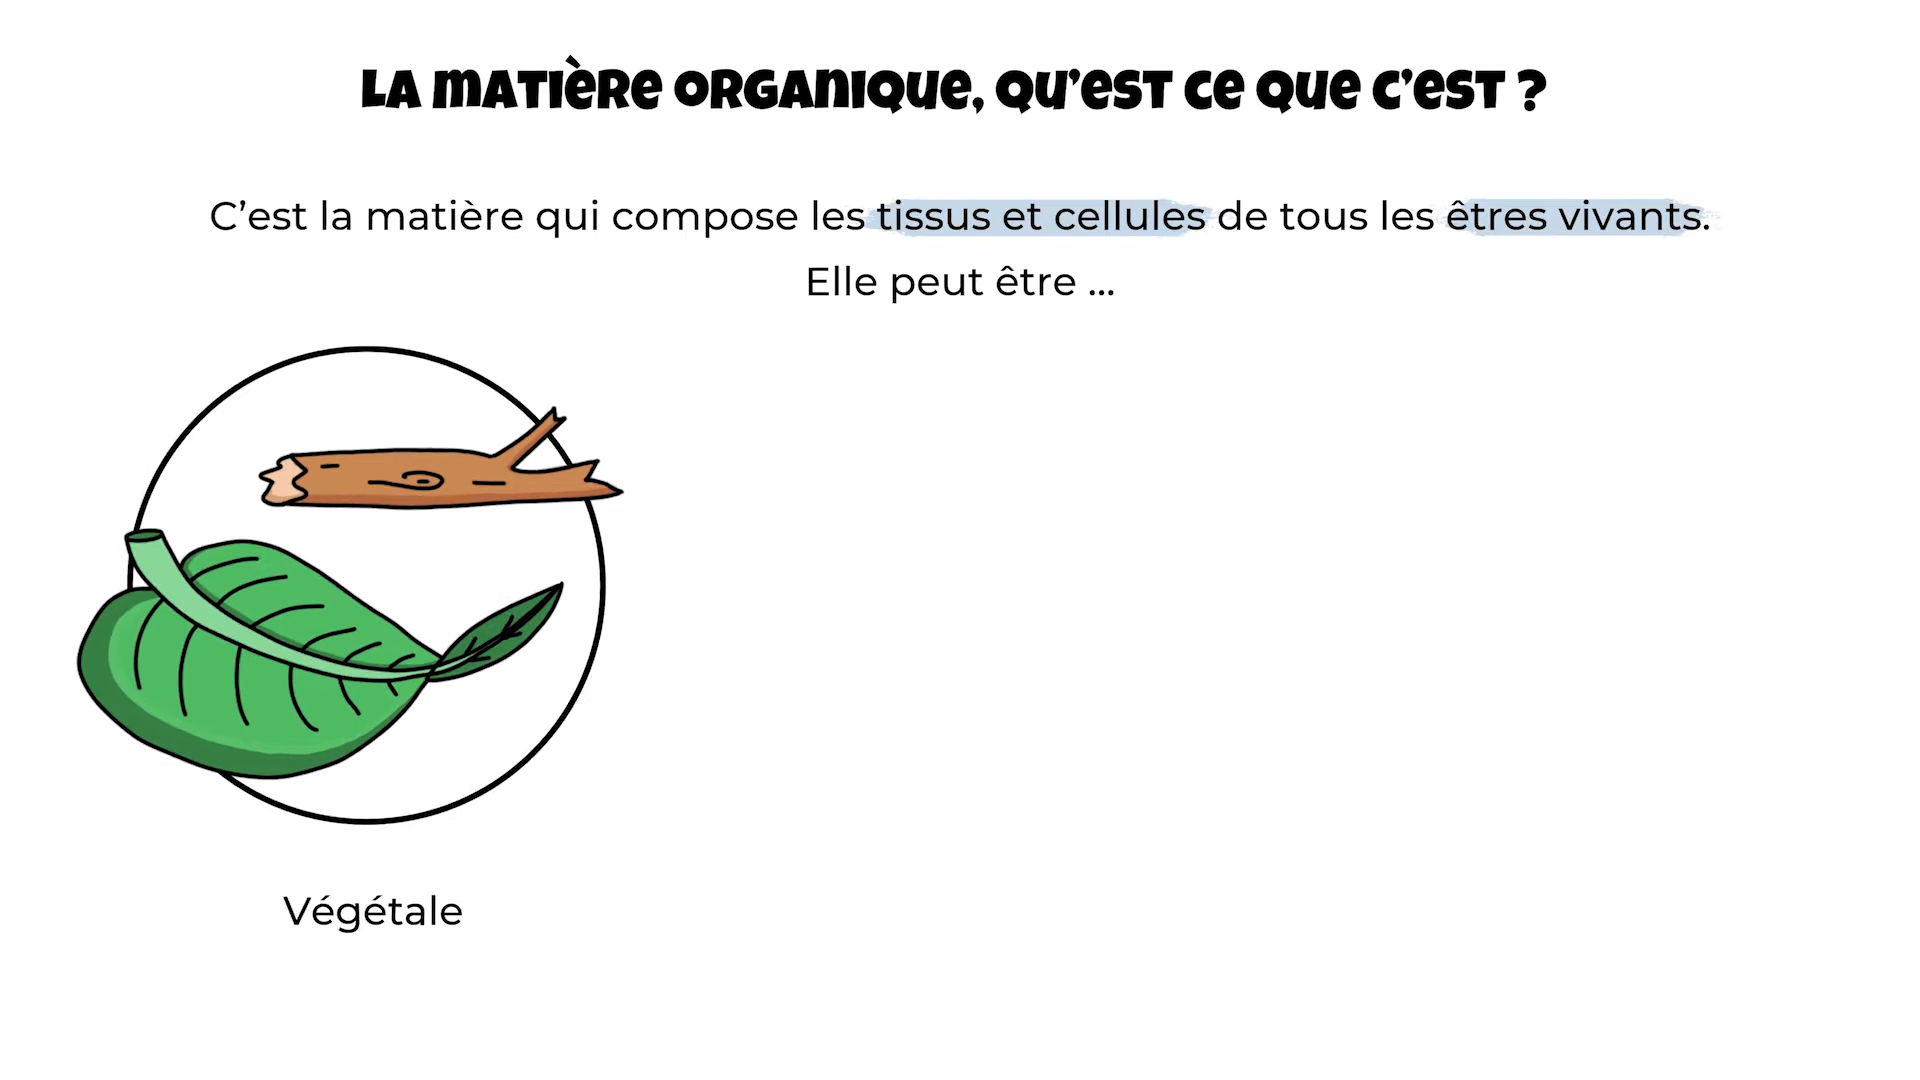 La matière organique, qu’est ce que c’est ?
C’est la matière qui compose les tissus et cellules de tous les êtres vivants.
Elle peut être ...
Végétale